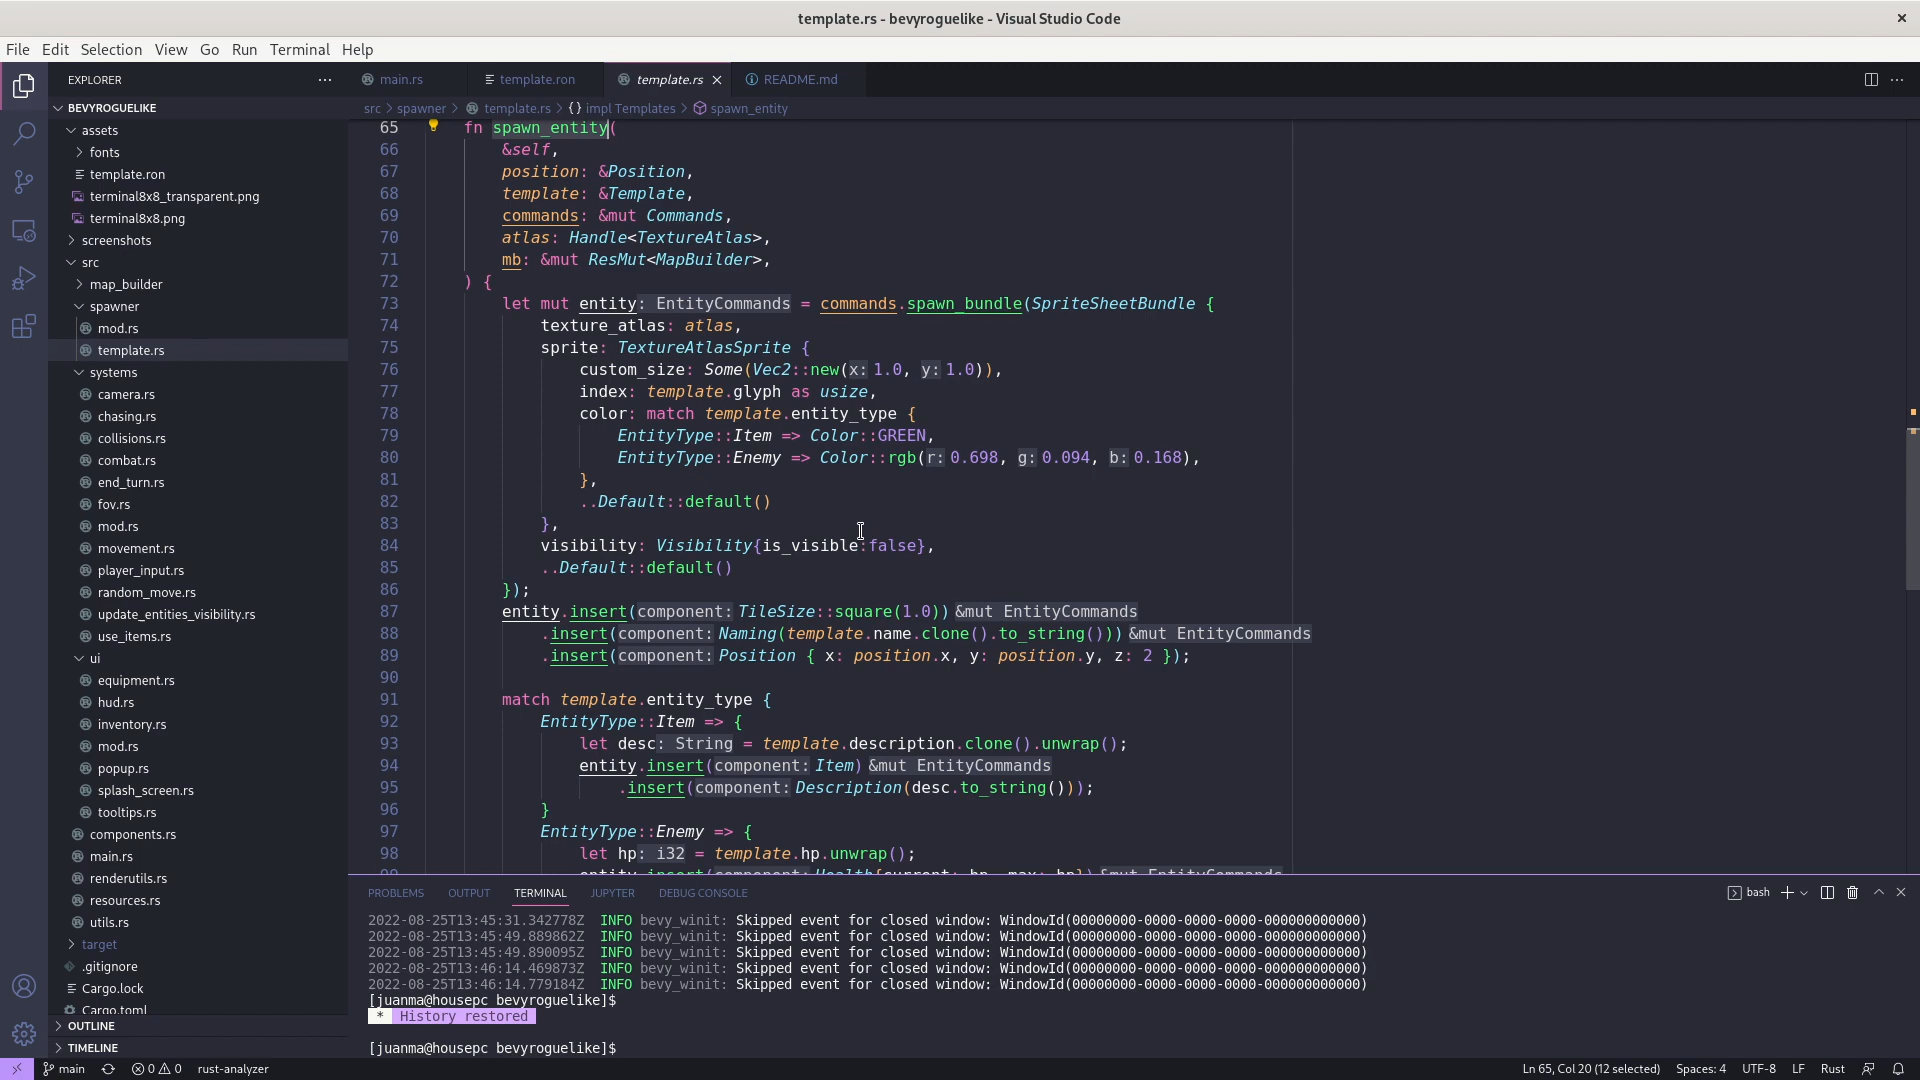 template.rs - bevyroguelike - Visual Studio Code
File Edit Selection View Go Run Terminal Help
EXPLORER
BEVYROGUELIKE
assets
fonts
template.ron
terminal8x8_transparent.png
terminal8x8.png
screenshots
src
map_builder
spawner
mod.rs
template.rs
systems
camera.rs
chasing.rs
collisions.rs
combat.rs
end_turn.rs
fov.rs
mod.rs
movement.rs
player_input.rs
random_move.rs
update_entities_visibility.rs
use_items.rs
ui
equipment.rs
hud.rs
inventory.rs
mod.rs
popup.rs
splash_screen.rs
tooltips.rs
components.rs
main.rs
renderutils.rs
resources.rs
utils.rs
target
.gitignore
Cargo.lock
Cargo.toml
OUTLINE
TIMELINE
main.rs template.ron template.rs README.md
src > spawner > template.rs > {} impl Templates > spawn_entity
65 fn spawn_entity(
66 &self,
67 position: &Position,
68 template: &Template,
69 commands: &mut Commands,
70 atlas: Handle<TextureAtlas>,
71 mb: &mut ResMut<MapBuilder>,
72 ) {
73 let mut entity: EntityCommands = commands.spawn_bundle(SpriteSheetBundle {
74 texture_atlas: atlas,
75 sprite: TextureAtlasSprite {
76 custom_size: Some(Vec2::new(x: 1.0, y: 1.0)),
77 index: template.glyph as usize,
78 color: match template.entity_type {
79 EntityType::Item => Color::GREEN,
80 EntityType::Enemy => Color::rgb(r: 0.698, g: 0.094, b: 0.168),
81 },
82 ..Default::default()
83 },
84 visibility: Visibility{is_visible:false},
85 ..Default::default()
86 });
87 entity.insert(component: TileSize::square(1.0)) &mut EntityCommands
88 .insert(component: Naming(template.name.clone().to_string())) &mut EntityCommands
89 .insert(component: Position { x: position.x, y: position.y, z: 2 });
90
91 match template.entity_type {
92 EntityType::Item => {
93 let desc: String = template.description.clone().unwrap();
94 entity.insert(component: Item) &mut EntityCommands
95 .insert(component: Description(desc.to_string()));
96 }
97 EntityType::Enemy => {
98 let hp: i32 = template.hp.unwrap();
99 entity.insert(component: Health{current: hp, max: hp}) &mut EntityCommands
PROBLEMS OUTPUT TERMINAL JUPYTER DEBUG CONSOLE
bash
2022-08-25T13:45:31.342778Z INFO bevy_winit: Skipped event for closed window: WindowId(00000000-0000-0000-0000-000000000000)
2022-08-25T13:45:49.889862Z INFO bevy_winit: Skipped event for closed window: WindowId(00000000-0000-0000-0000-000000000000)
2022-08-25T13:45:49.890095Z INFO bevy_winit: Skipped event for closed window: WindowId(00000000-0000-0000-0000-000000000000)
2022-08-25T13:46:14.469873Z INFO bevy_winit: Skipped event for closed window: WindowId(00000000-0000-0000-0000-000000000000)
2022-08-25T13:46:14.779184Z INFO bevy_winit: Skipped event for closed window: WindowId(00000000-0000-0000-0000-000000000000)
[juanma@housepc bevyroguelike]$
* History restored
[juanma@housepc bevyroguelike]$
main 0 0 rust-analyzer Ln 65, Col 20 (12 selected) Spaces: 4 UTF-8 LF Rust